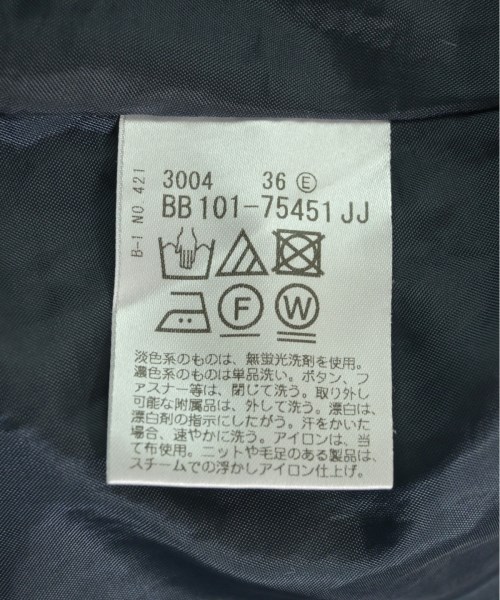 B-1 NO.421
3004 36 Ⓔ
BB101-75451JJ
F W
淡色系のものは、無蛍光洗剤を使用。
濃色系のものは単品洗い。ボタン、フ
ァスナー等は、閉じて洗う。取り外し
可能な附属品は、外して洗う。漂白は、
漂白剤の指示にしたがう。汗をかいた
場合、速やかに洗う。アイロンは、当
て布使用。ニットや毛足のある製品は、
スチームでの浮かしアイロン仕上げ。